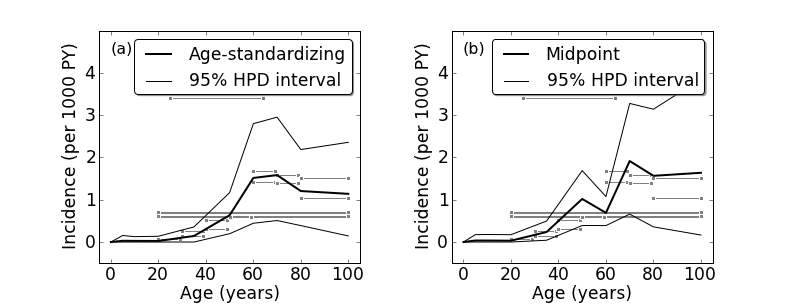 (a)
Age-standardizing
95% HPD interval
4
3
2
1
0
Incidence (per 1000 PY)
0 20 40 60 80 100
Age (years)
(b)
Midpoint
95% HPD interval
4
3
2
1
0
Incidence (per 1000 PY)
0 20 40 60 80 100
Age (years)